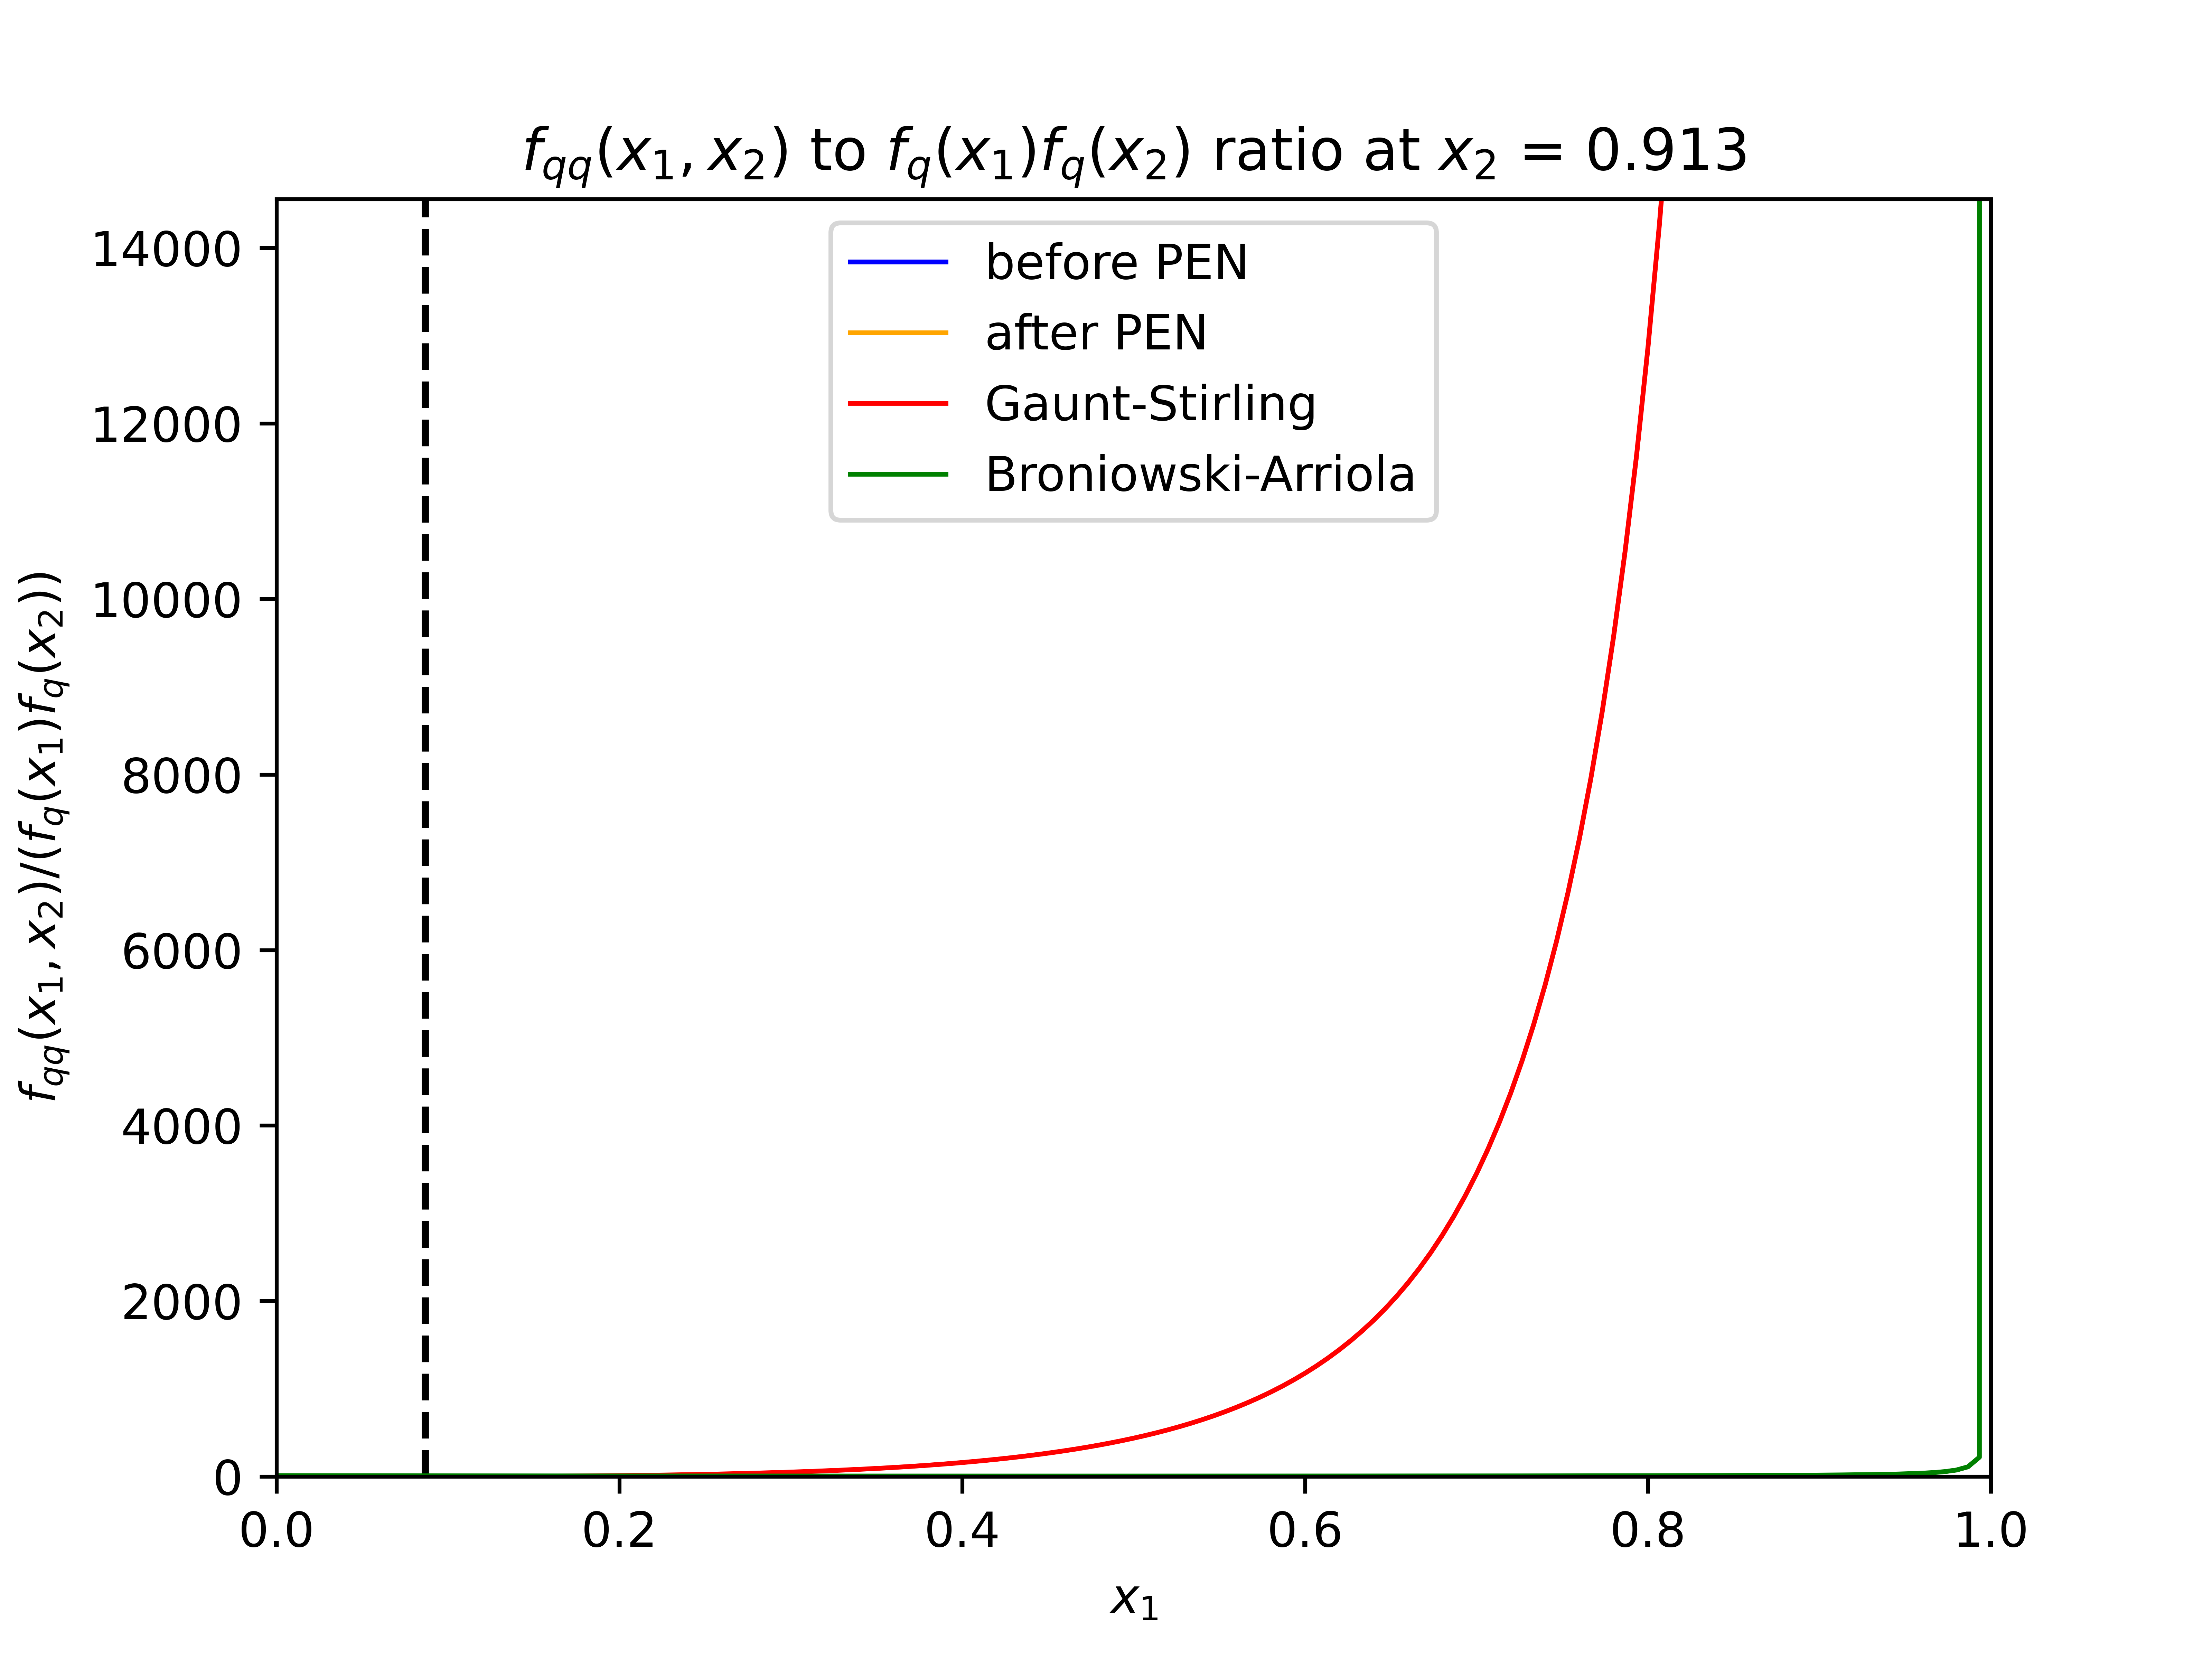 f_qq(x_1, x_2) to f_q(x_1)f_q(x_2) ratio at x_2 = 0.913
before PEN
after PEN
Gaunt-Stirling
Broniowski-Arriola
f_qq(x_1, x_2)/(f_q(x_1)f_q(x_2))
14000
12000
10000
8000
6000
4000
2000
0
0.0 0.2 0.4 0.6 0.8 1.0
x_1